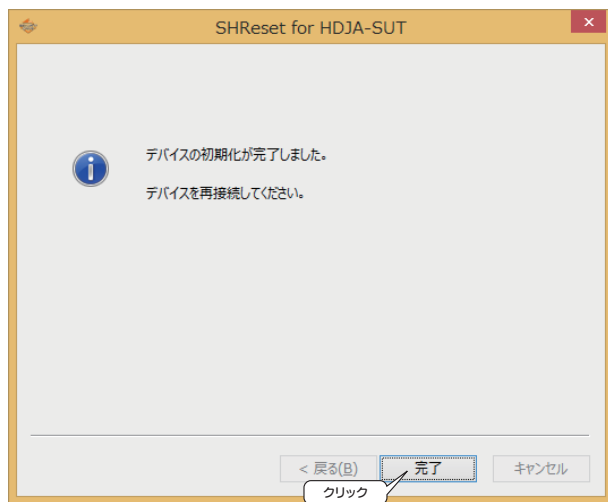 SHReset for HDJA-SUT
デバイスの初期化が完了しました。
デバイスを再接続してください。
< 戻る(B) 完了 キャンセル
クリック